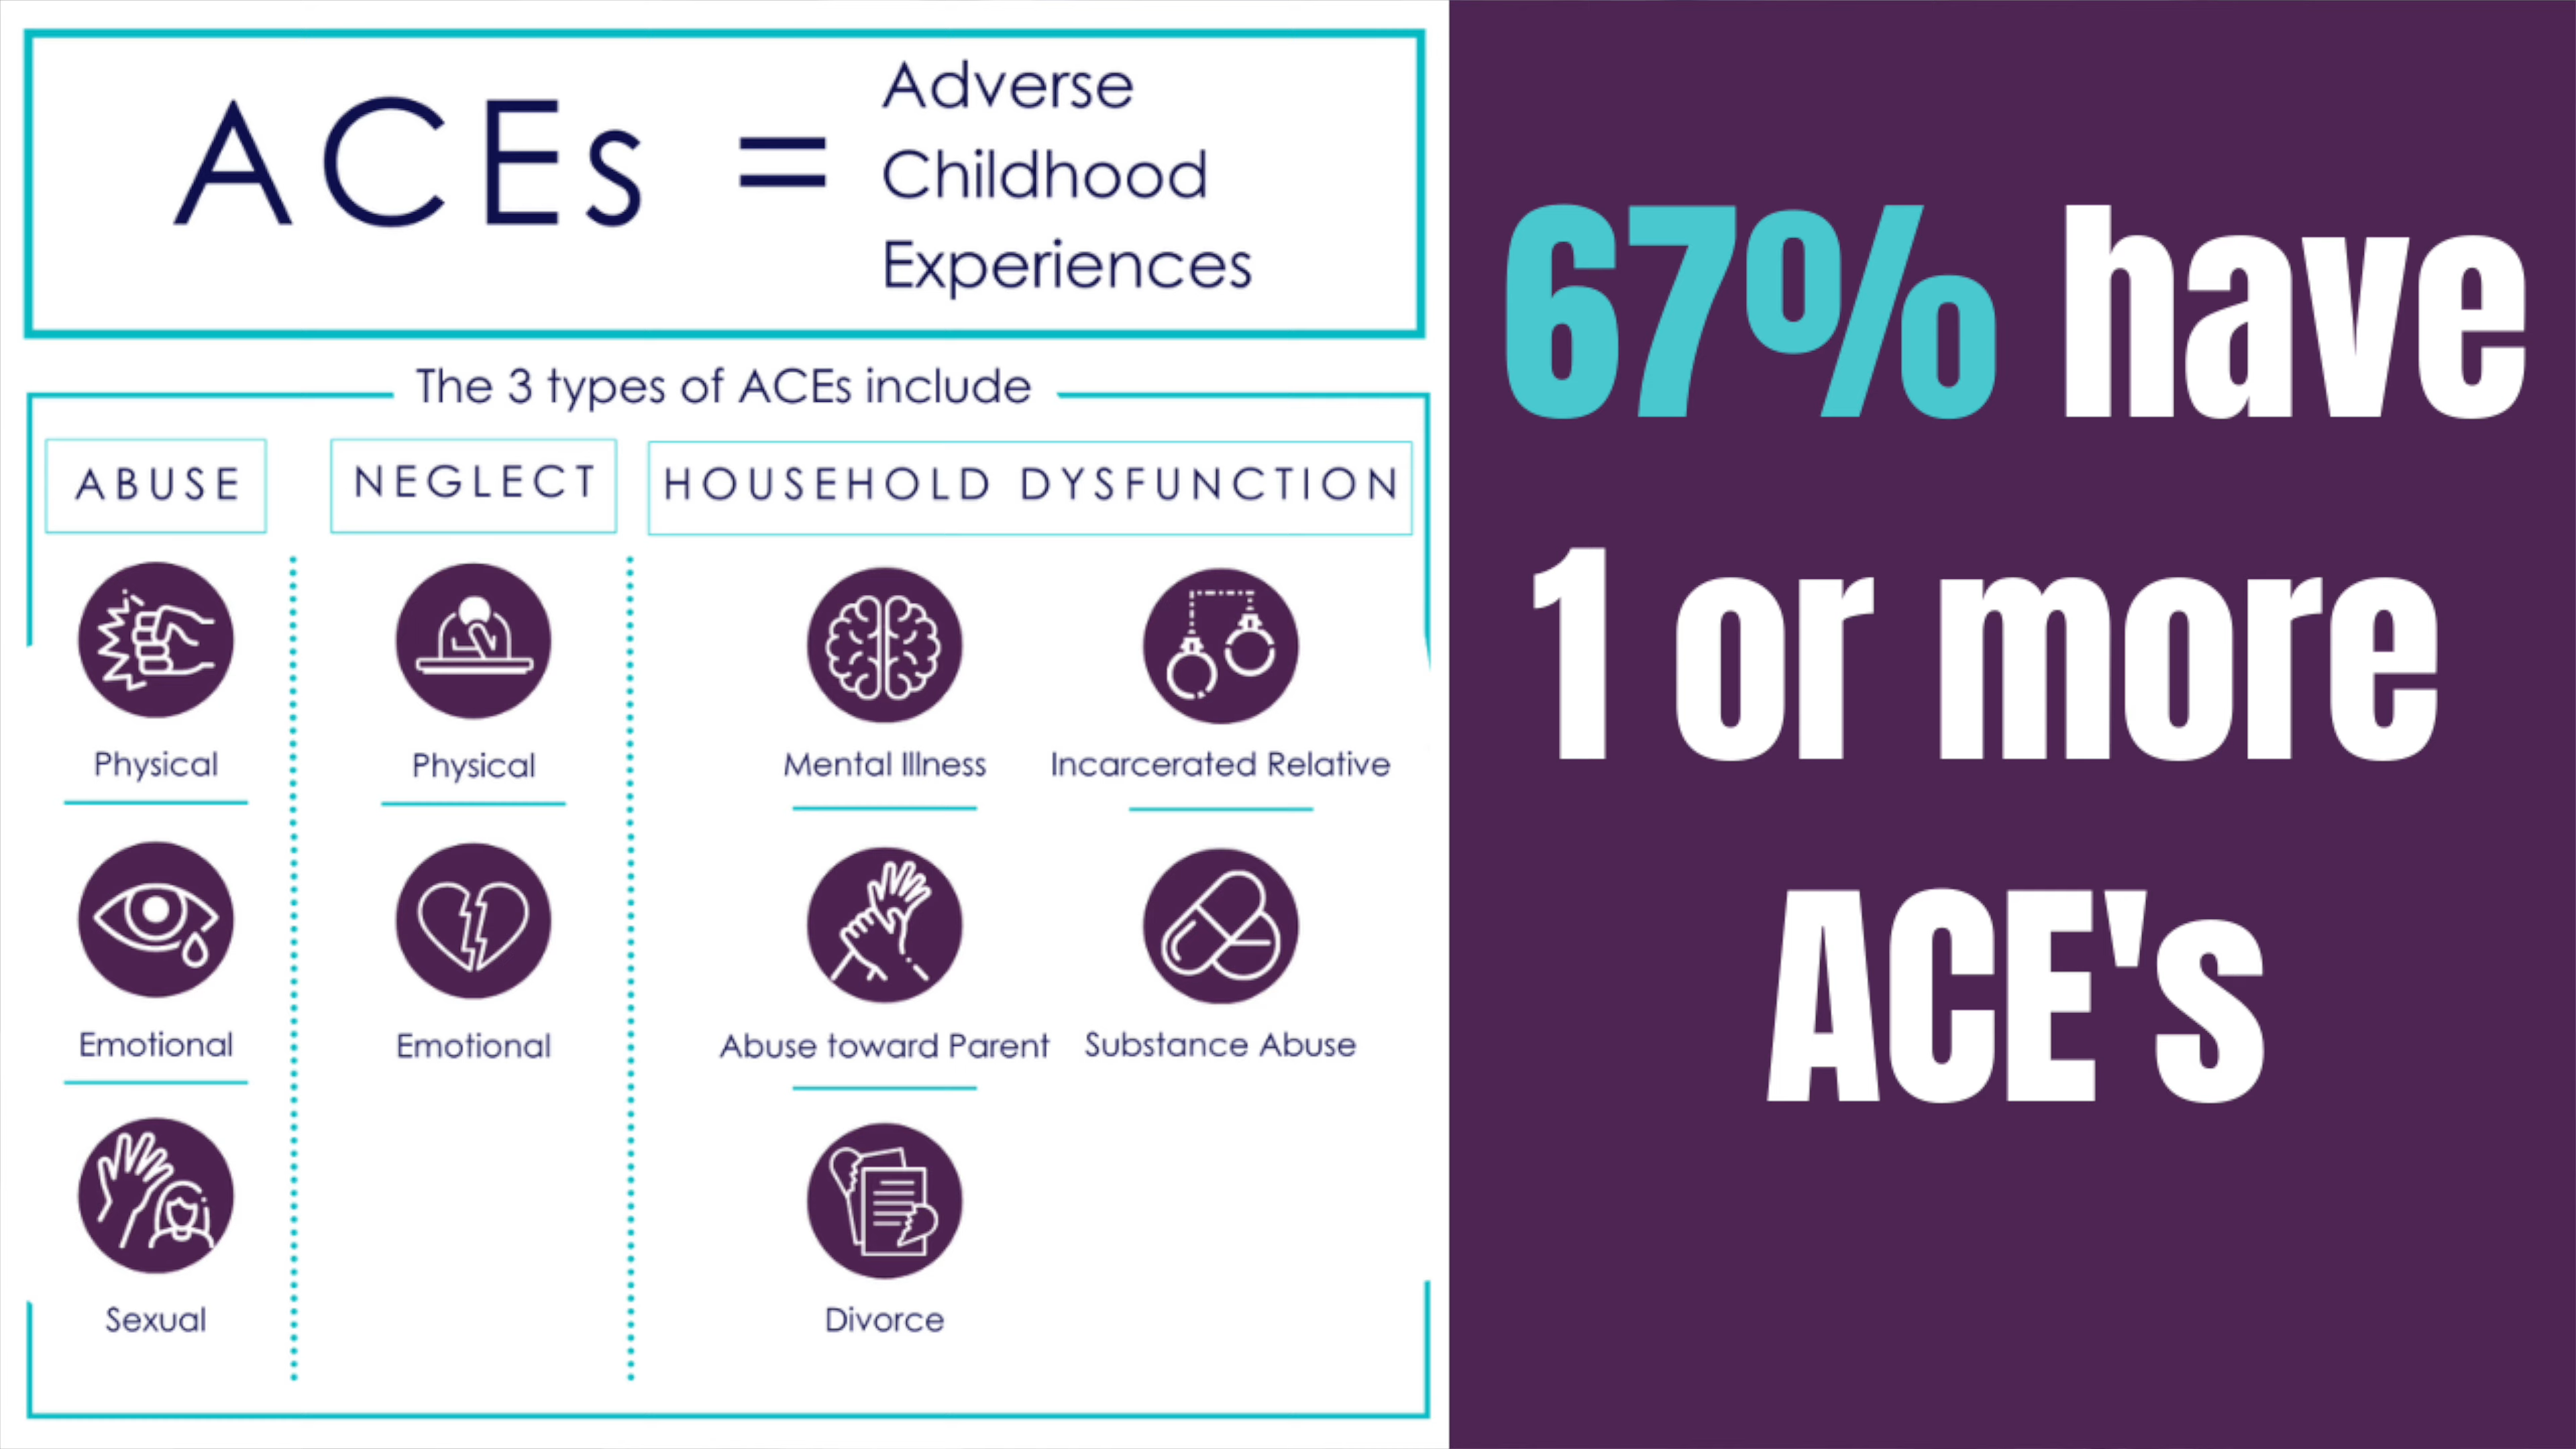 ACEs =
Adverse
Childhood
Experiences
The 3 types of ACEs include
ABUSE
Physical
Emotional
Sexual
NEGLECT
Physical
Emotional
HOUSEHOLD DYSFUNCTION
Mental Illness
Incarcerated Relative
Abuse toward Parent
Substance Abuse
Divorce
67% have
1 or more
ACE's